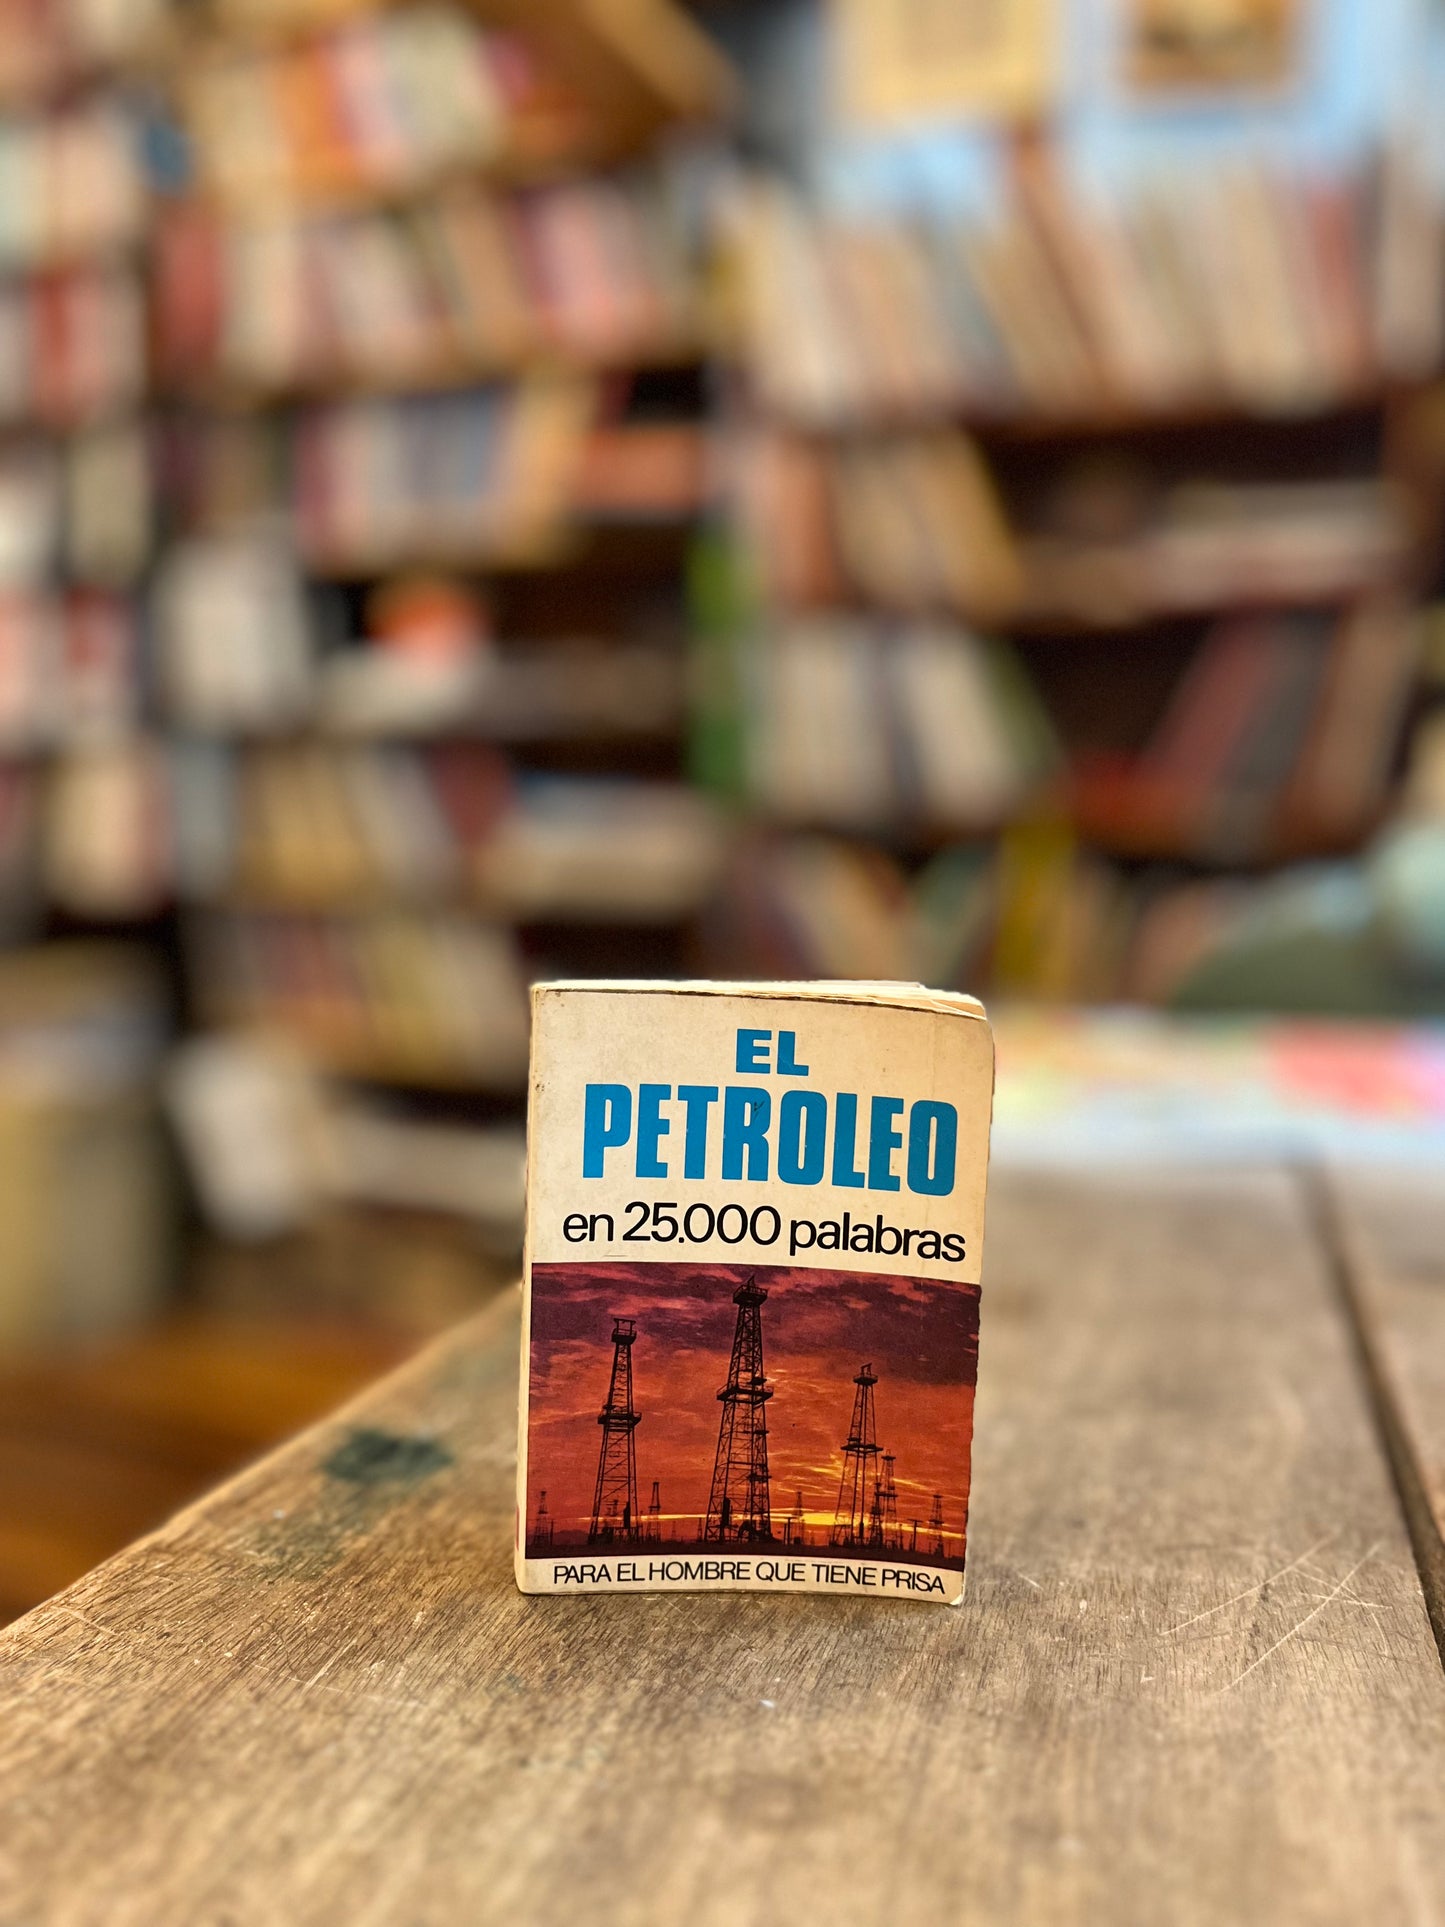 EL
PETROLEO
en 25.000 palabras
PARA EL HOMBRE QUE TIENE PRISA